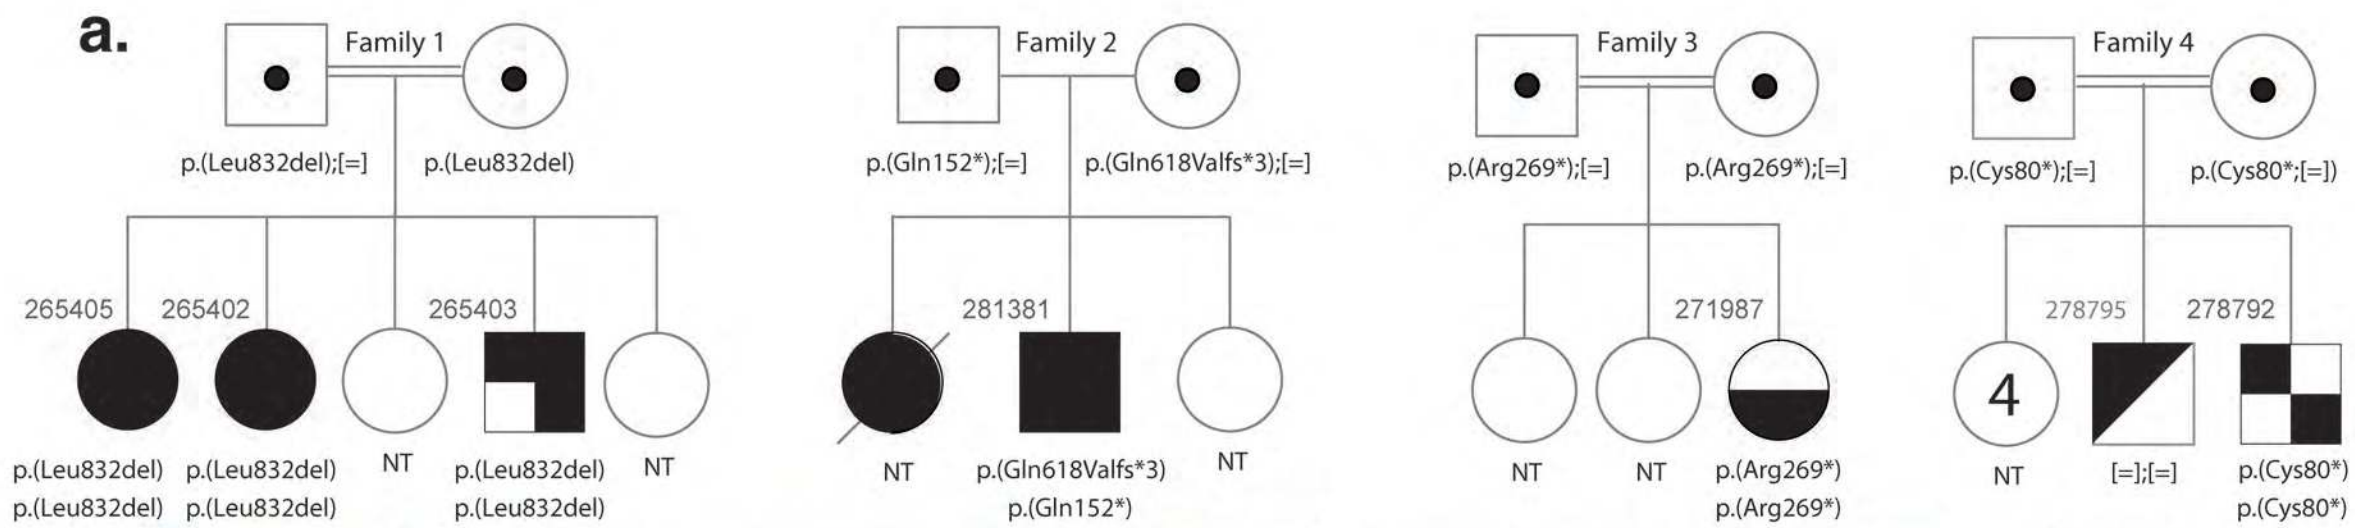 a.
Family 1
p.(Leu832del);[=]
p.(Leu832del)
265405
265402
265403
p.(Leu832del)
p.(Leu832del)
p.(Leu832del)
p.(Leu832del)
NT
p.(Leu832del)
p.(Leu832del)
NT
Family 2
p.(Gln152*);[=]
p.(Gln618Valfs*3);[=]
281381
NT
p.(Gln618Valfs*3)
p.(Gln152*)
NT
Family 3
p.(Arg269*);[=]
p.(Arg269*);[=]
271987
NT
NT
p.(Arg269*)
p.(Arg269*)
Family 4
p.(Cys80*);[=]
p.(Cys80*;[=])
278795
278792
4
NT
[=];[=]
p.(Cys80*)
p.(Cys80*)